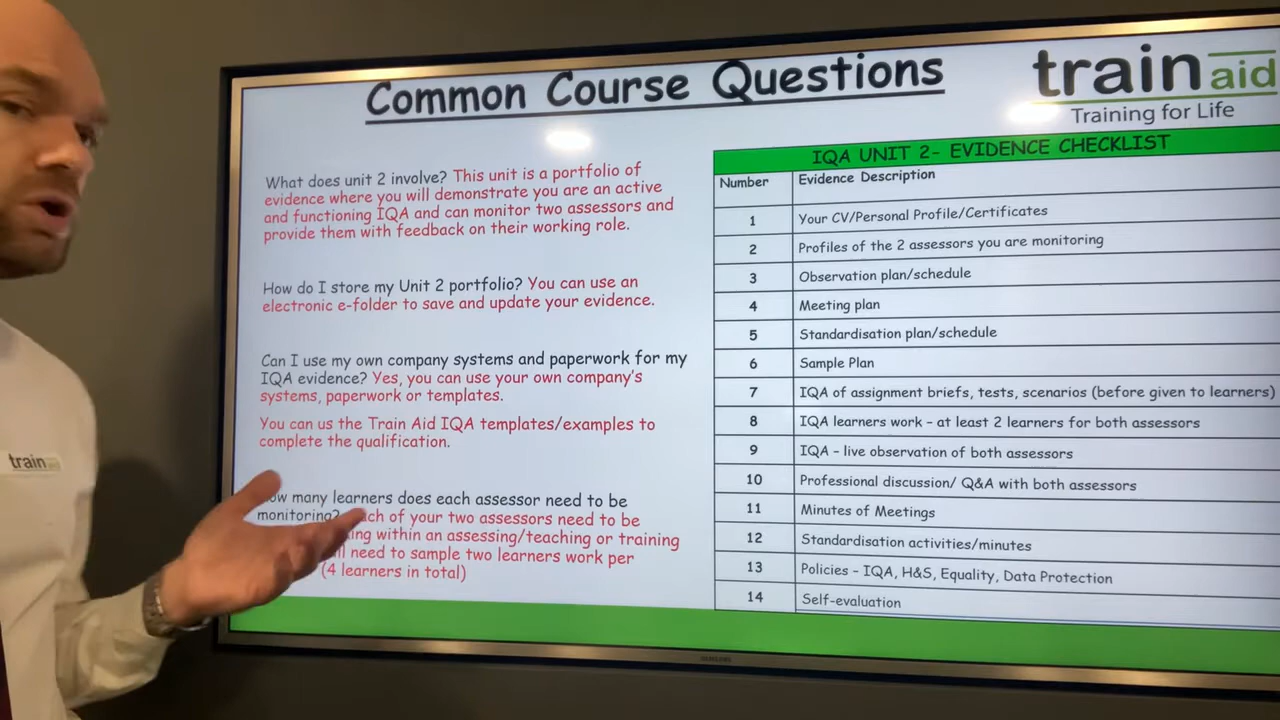 Common Course Questions
train aid
Training for Life
What does unit 2 involve? This unit is a portfolio of
evidence where you will demonstrate you are an active
and functioning IQA and can monitor two assessors and
provide them with feedback on their working role.
How do I store my Unit 2 portfolio? You can use an
electronic e-folder to save and update your evidence.
Can I use my own company systems and paperwork for my
IQA evidence? Yes, you can use your own company's
systems, paperwork or templates.
You can us the Train Aid IQA templates/examples to
complete the qualification.
many learners does each assessor need to be
monitoring? of your two assessors need to be
within an assessing/teaching or training
need to sample two learners work per
(4 learners in total)
IQA UNIT 2- EVIDENCE CHECKLIST
Number Evidence Description
1 Your CV/Personal Profile/Certificates
2 Profiles of the 2 assessors you are monitoring
3 Observation plan/schedule
4 Meeting plan
5 Standardisation plan/schedule
6 Sample Plan
7 IQA of assignment briefs, tests, scenarios (before given to learners)
8 IQA learners work - at least 2 learners for both assessors
9 IQA - live observation of both assessors
10 Professional discussion/ Q&A with both assessors
11 Minutes of Meetings
12 Standardisation activities/minutes
13 Policies - IQA, H&S, Equality, Data Protection
14 Self-evaluation
train aid
SAMSUNG